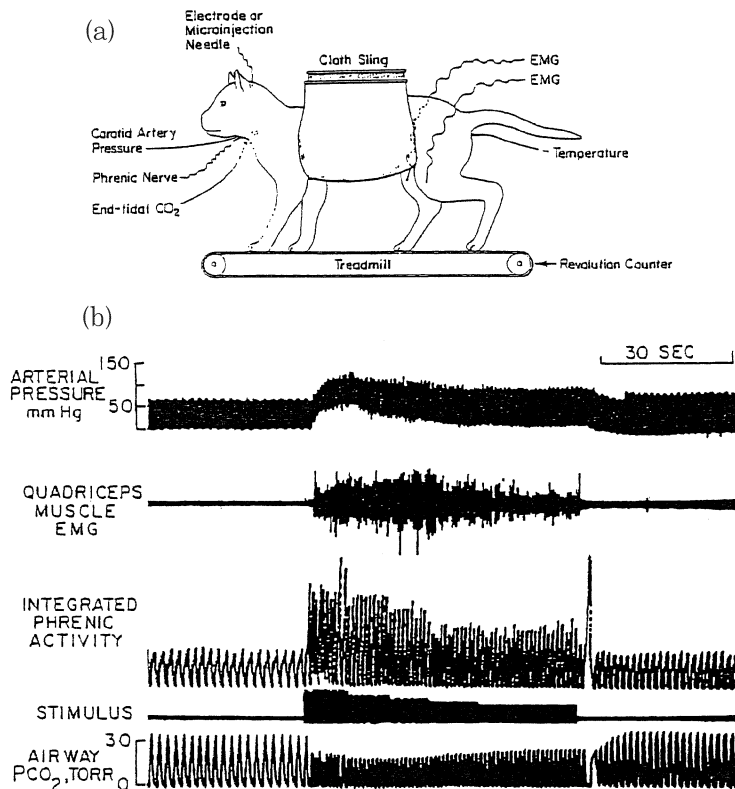 (a)
Electrode or
Microinjection
Needle
Cloth Sling
EMG
EMG
Carotid Artery
Pressure
Phrenic Nerve
End-tidal CO2
Temperature
Treadmill
Revolution Counter
(b)
30 SEC
150
ARTERIAL
PRESSURE
mm Hg
50
QUADRICEPS
MUSCLE
EMG
INTEGRATED
PHRENIC
ACTIVITY
STIMULUS
30
AIRWAY
PCO2,TORR
0